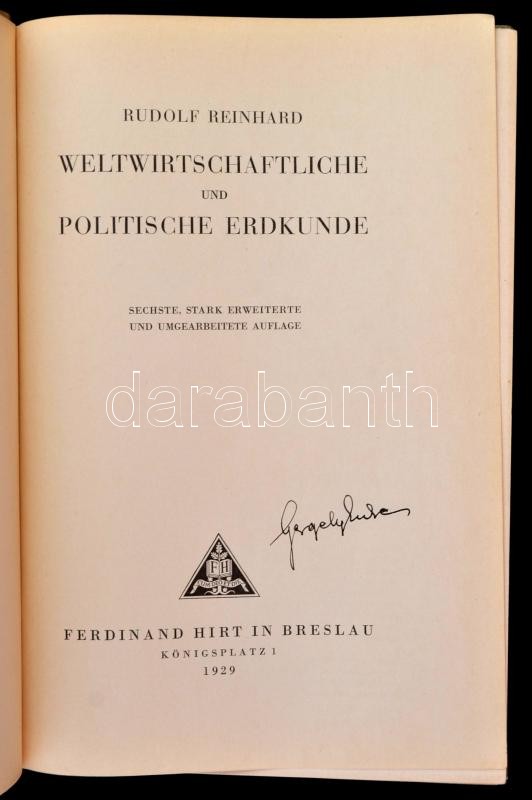 RUDOLF REINHARD
WELTWIRTSCHAFTLICHE
UND
POLITISCHE ERDKUNDE
SECHSTE, STARK ERWEITERTE
UND UMGEARBEITETE AUFLAGE
darabanth
Gergely
F H
FERDINAND HIRT IN BRESLAU
KÖNIGSPLATZ 1
1929